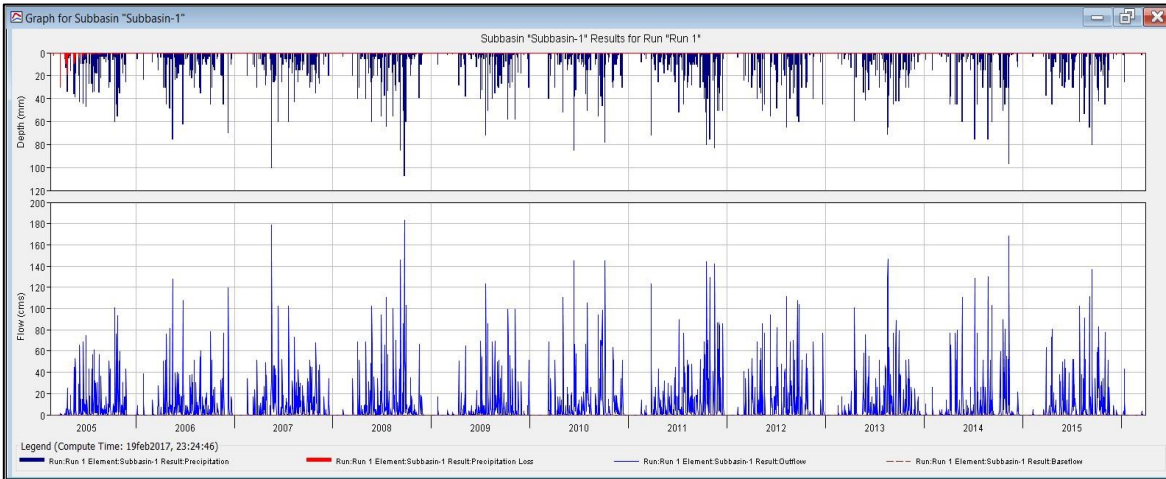 Graph for Subbasin "Subbasin-1"
Subbasin "Subbasin-1" Results for Run "Run 1"
Depth (mm)
0
20
40
60
80
100
120
Flow (cms)
200
180
160
140
120
100
80
60
40
20
0
2005 2006 2007 2008 2009 2010 2011 2012 2013 2014 2015
Legend (Compute Time: 19feb2017, 23:24:46)
Run:Run 1 Element:Subbasin-1 Result:Precipitation Run:Run 1 Element:Subbasin-1 Result:Precipitation Loss Run:Run 1 Element:Subbasin-1 Result:Outflow Run:Run 1 Element:Subbasin-1 Result:Baseflow